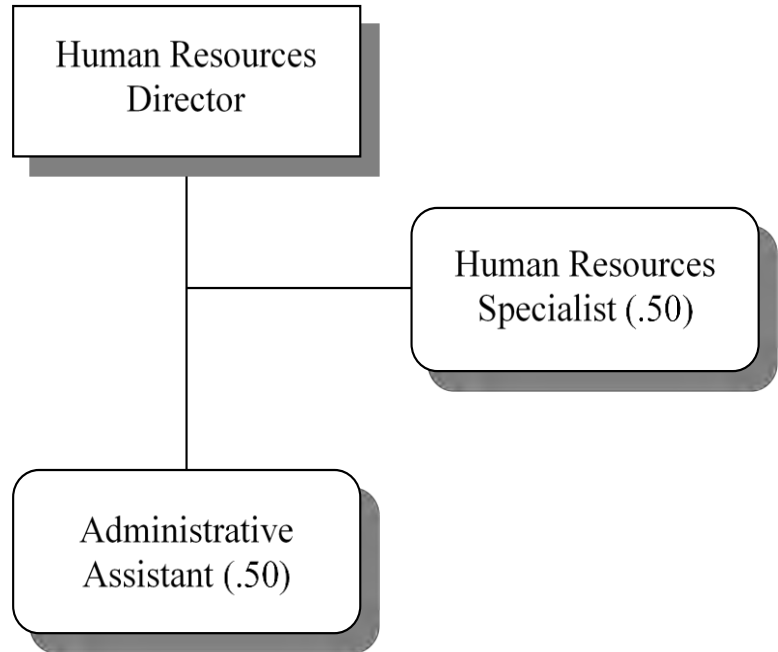 Human Resources
Director
Human Resources
Specialist (.50)
Administrative
Assistant (.50)